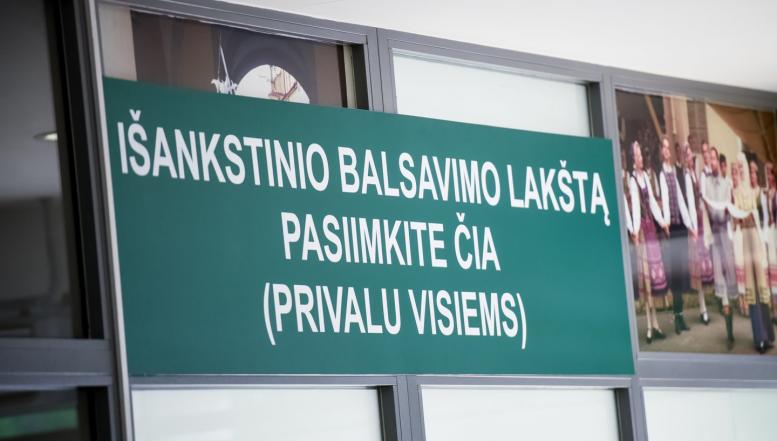 IŠANKSTINIO BALSAVIMO LAKŠTĄ
PASIIMKITE ČIA
(PRIVALU VISIEMS)